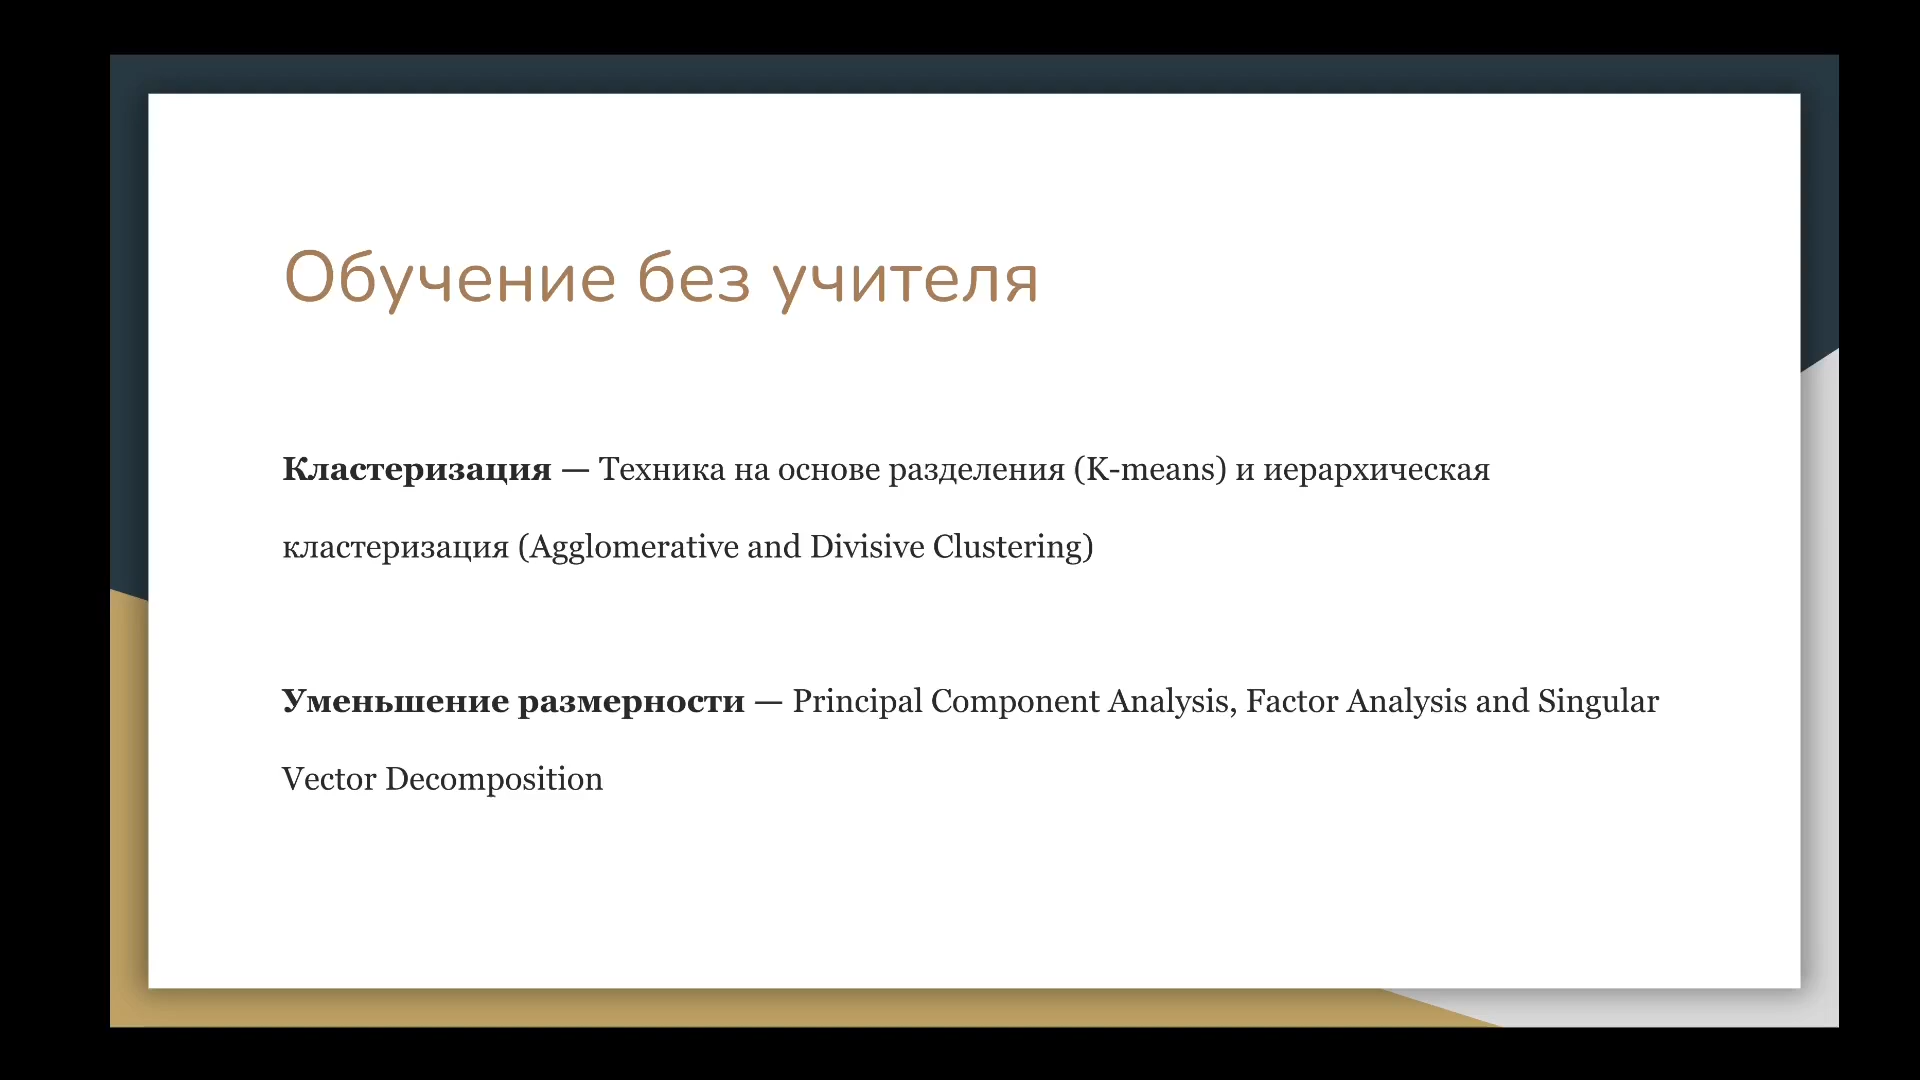 Обучение без учителя
Кластеризация — Техника на основе разделения (K-means) и иерархическая
кластеризация (Agglomerative and Divisive Clustering)
Уменьшение размерности — Principal Component Analysis, Factor Analysis and Singular
Vector Decomposition